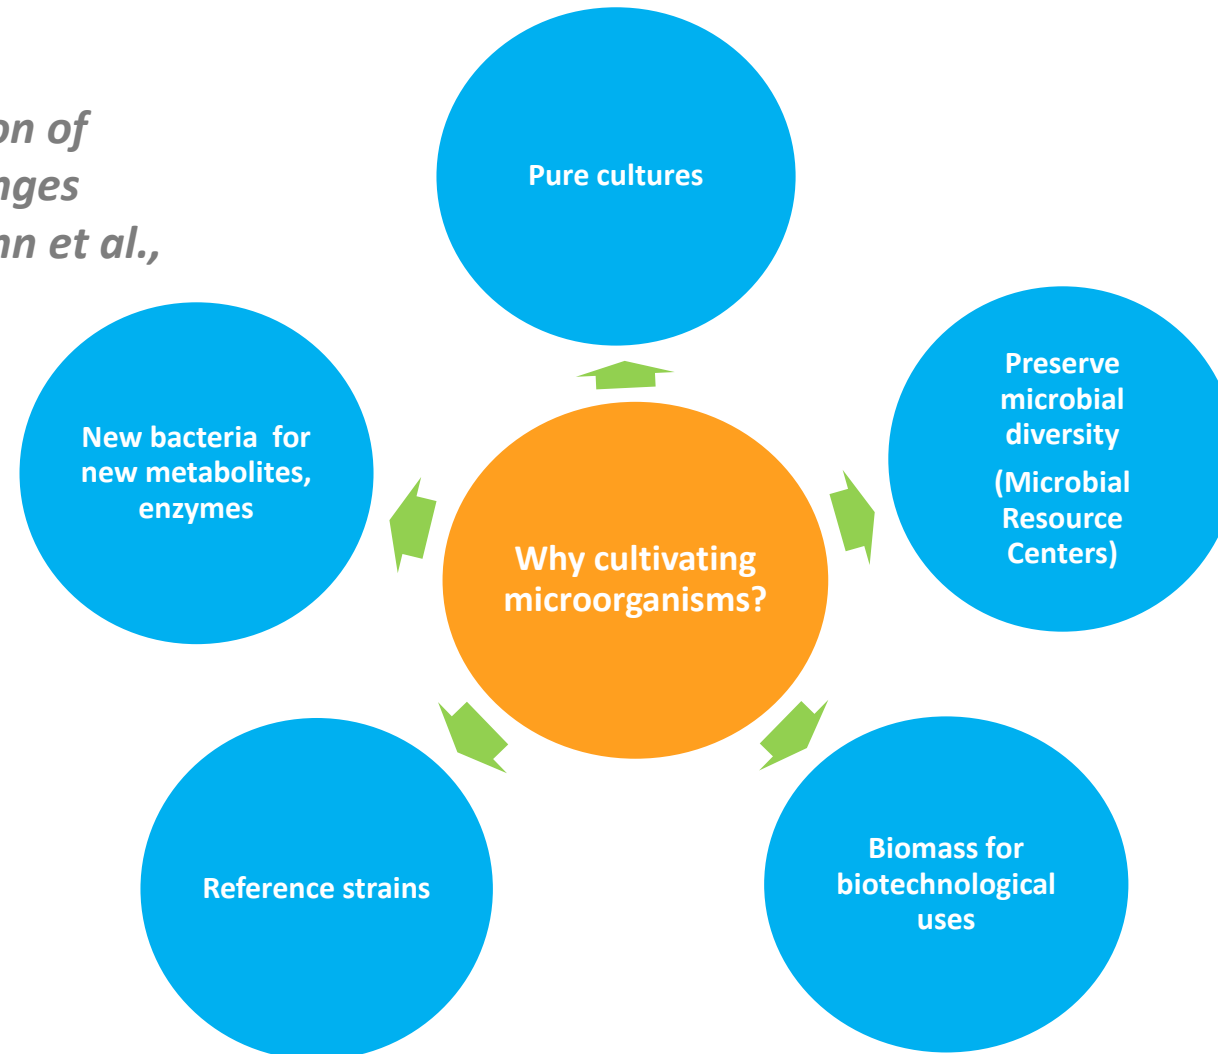 on of
nges
nn et al.,
Pure cultures
New bacteria  for
new metabolites,
enzymes
Preserve
microbial
diversity
(Microbial
Resource
Centers)
Why cultivating
microorganisms?
Reference strains
Biomass for
biotechnological
uses